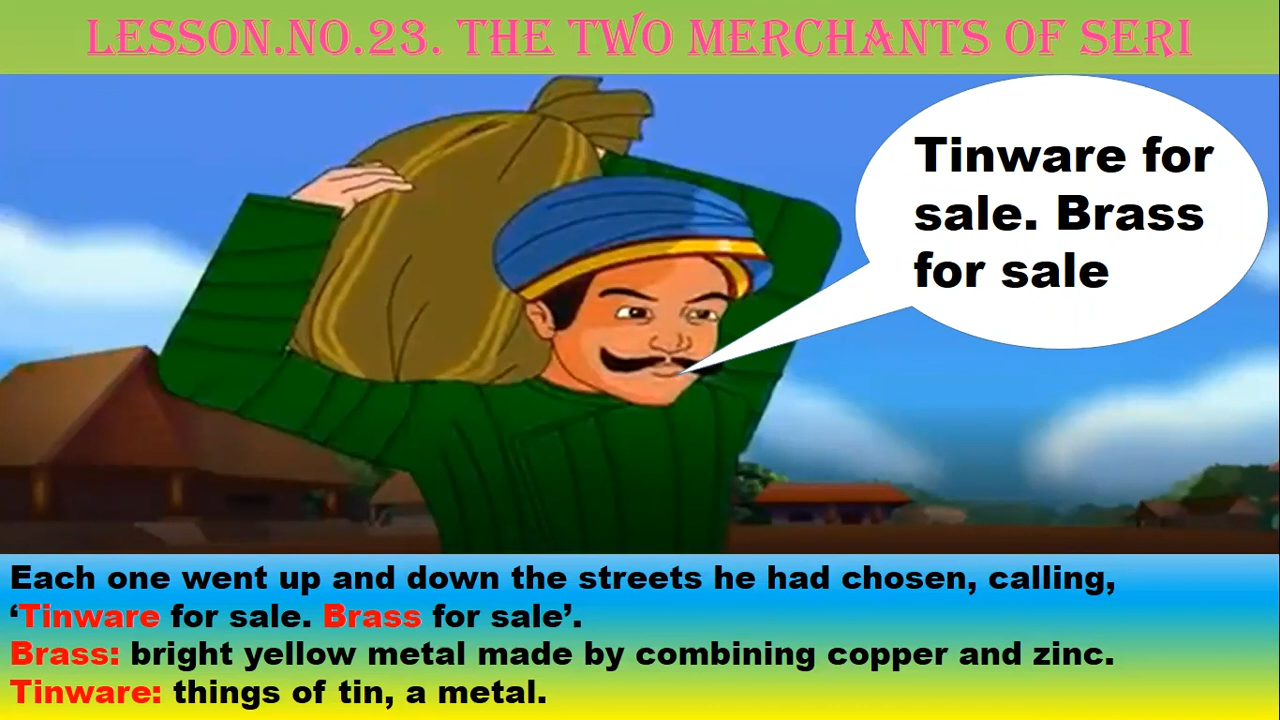 LESSON.NO.23. THE TWO MERCHANTS OF SERI
Tinware for
sale. Brass
for sale
Each one went up and down the streets he had chosen, calling,
‘Tinware for sale. Brass for sale’.
Brass: bright yellow metal made by combining copper and zinc.
Tinware: things of tin, a metal.